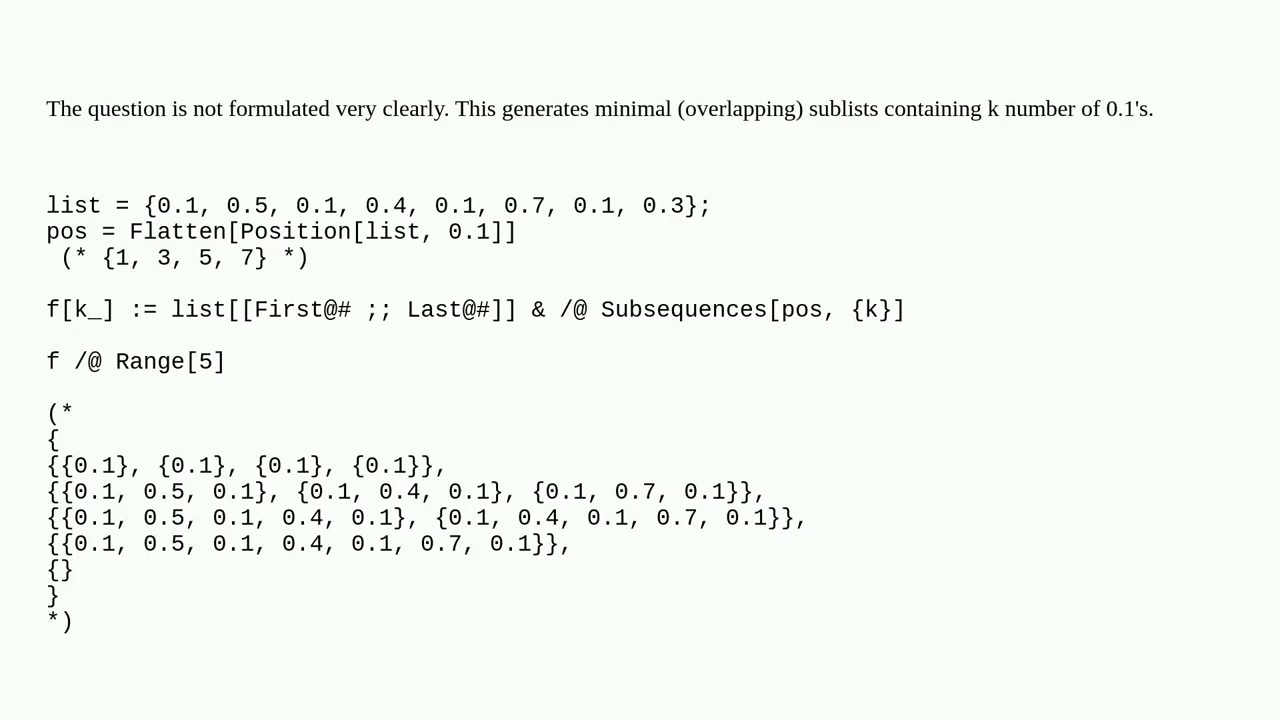 The question is not formulated very clearly. This generates minimal (overlapping) sublists containing k number of 0.1's.
list = {0.1, 0.5, 0.1, 0.4, 0.1, 0.7, 0.1, 0.3};
pos = Flatten[Position[list, 0.1]]
 (* {1, 3, 5, 7} *)
f[k_] := list[[First@# ;; Last@#]] & /@ Subsequences[pos, {k}]
f /@ Range[5]
(*
{
{{0.1}, {0.1}, {0.1}, {0.1}},
{{0.1, 0.5, 0.1}, {0.1, 0.4, 0.1}, {0.1, 0.7, 0.1}},
{{0.1, 0.5, 0.1, 0.4, 0.1}, {0.1, 0.4, 0.1, 0.7, 0.1}},
{{0.1, 0.5, 0.1, 0.4, 0.1, 0.7, 0.1}},
{}
}
*)